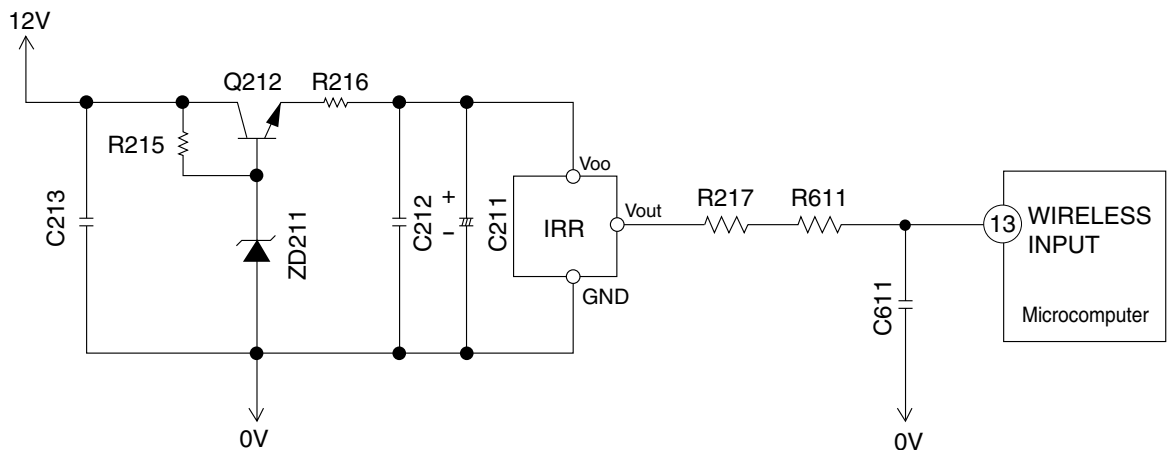 12V
Q212
R216
R215
C213
ZD211
C212
+
-
C211
Voo
IRR
Vout
GND
R217
R611
C611
13
WIRELESS
INPUT
Microcomputer
0V
0V